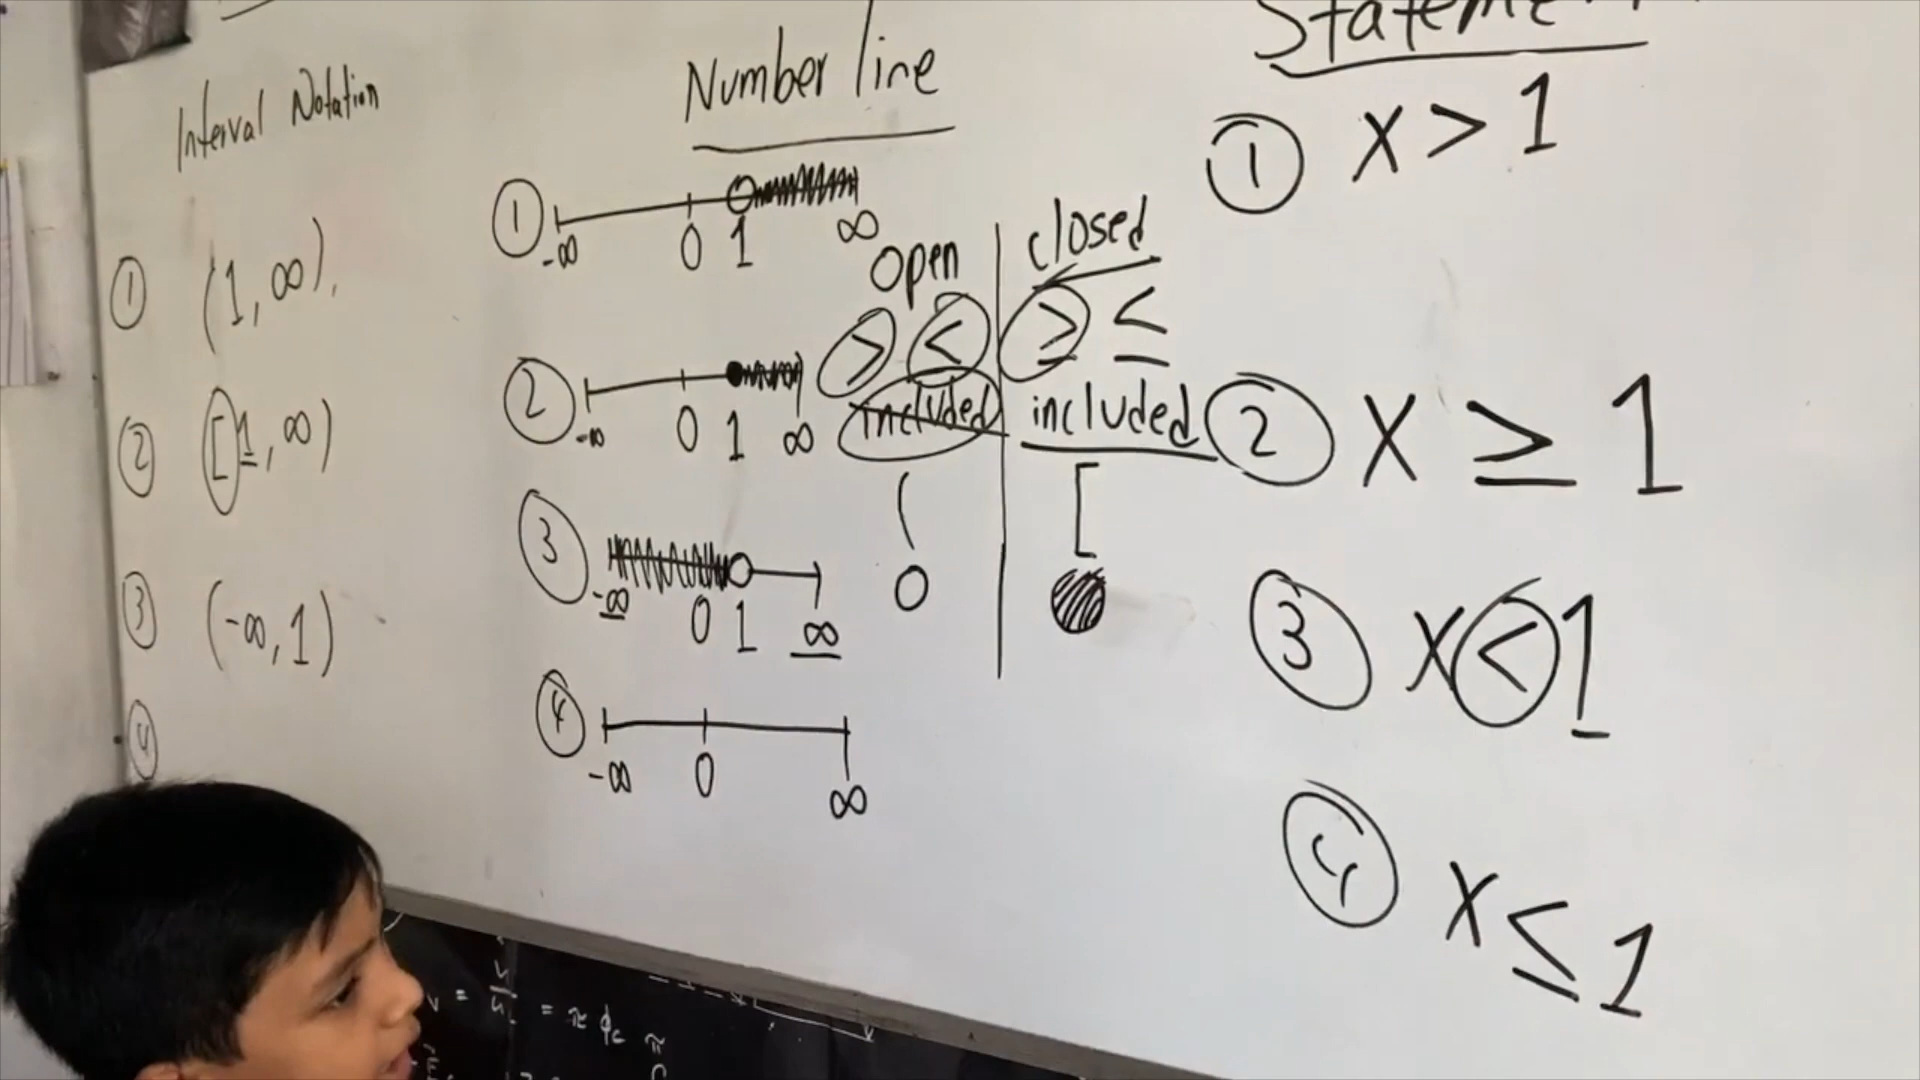 Interval Notation
① (1, ∞)
② [1, ∞)
③ (-∞, 1)
④
Number line
① -∞ 0 1 ∞
② -∞ 0 1 ∞
③ -∞ 0 1 ∞
④ -∞ 0 ∞
open
> <
included
(
closed
≥ ≤
included
[
① x > 1
② x ≥ 1
③ x < 1
④ x ≤ 1